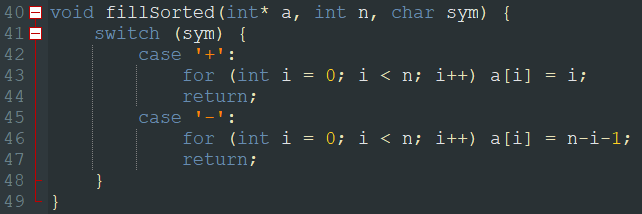 40 void fillSorted(int* a, int n, char sym) {
41     switch (sym) {
42         case '+':
43             for (int i = 0; i < n; i++) a[i] = i;
44             return;
45         case '-':
46             for (int i = 0; i < n; i++) a[i] = n-i-1;
47             return;
48     }
49 }